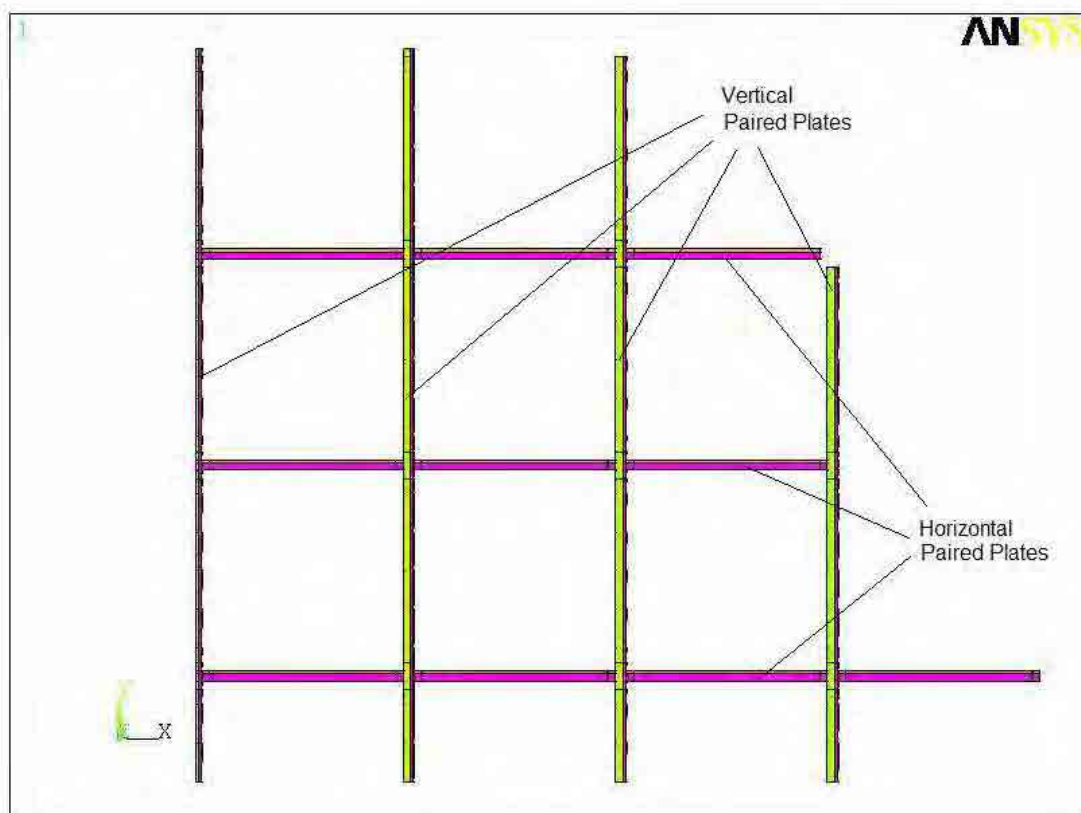 1
ANSYS
Vertical
Paired Plates
Horizontal
Paired Plates
X